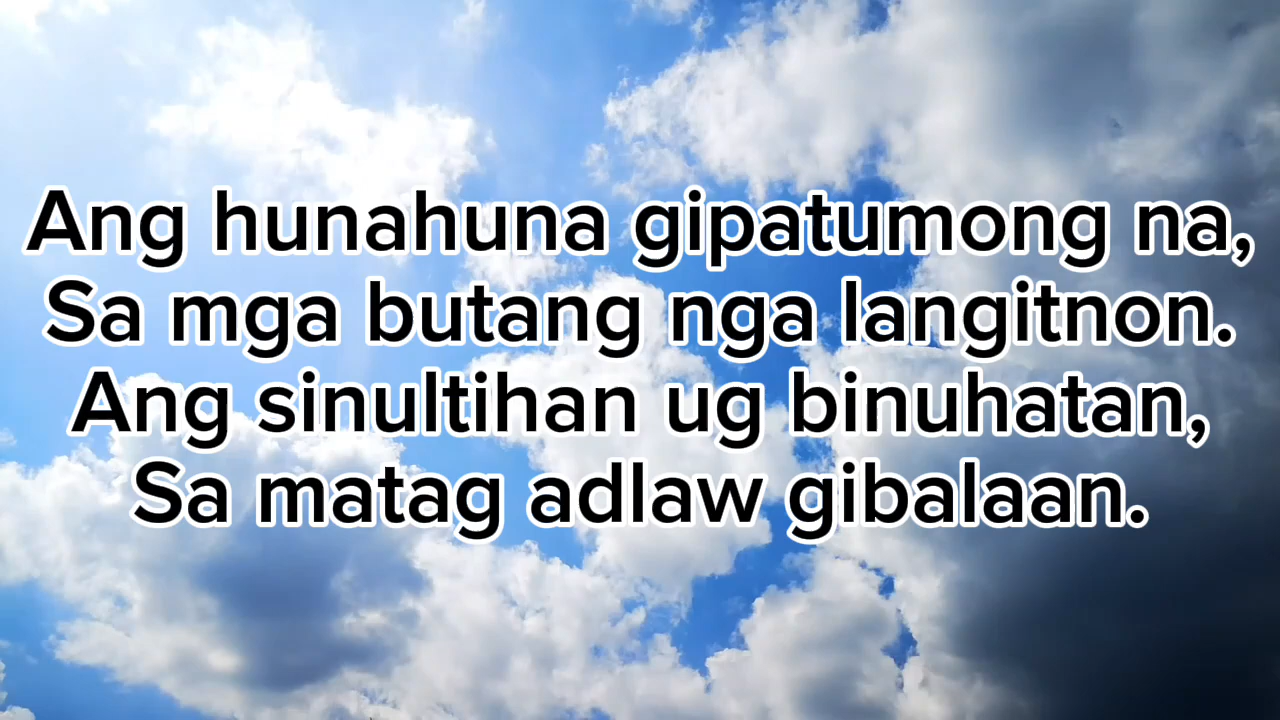 Ang hunahuna gipatumong na,
Sa mga butang nga langitnon.
Ang sinultihan ug binuhatan,
Sa matag adlaw gibalaan.